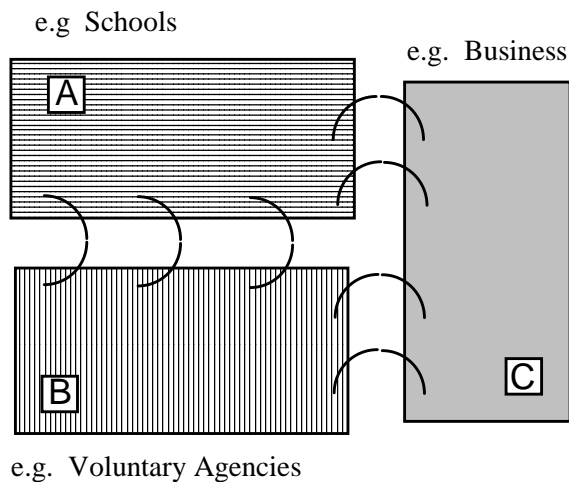 e.g Schools
e.g. Business
A
B
C
e.g. Voluntary Agencies